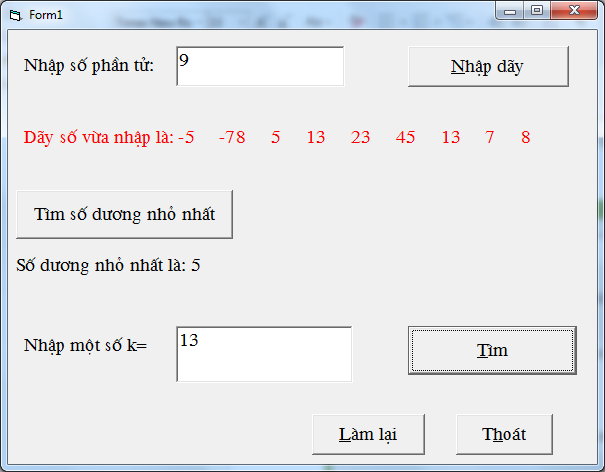 Form1
Nhập số phần tử: 9 Nhập dãy
Dãy số vừa nhập là: -5 -78 5 13 23 45 13 7 8
Tìm số dương nhỏ nhất
Số dương nhỏ nhất là: 5
Nhập một số k= 13 Tìm
Làm lại Thoát